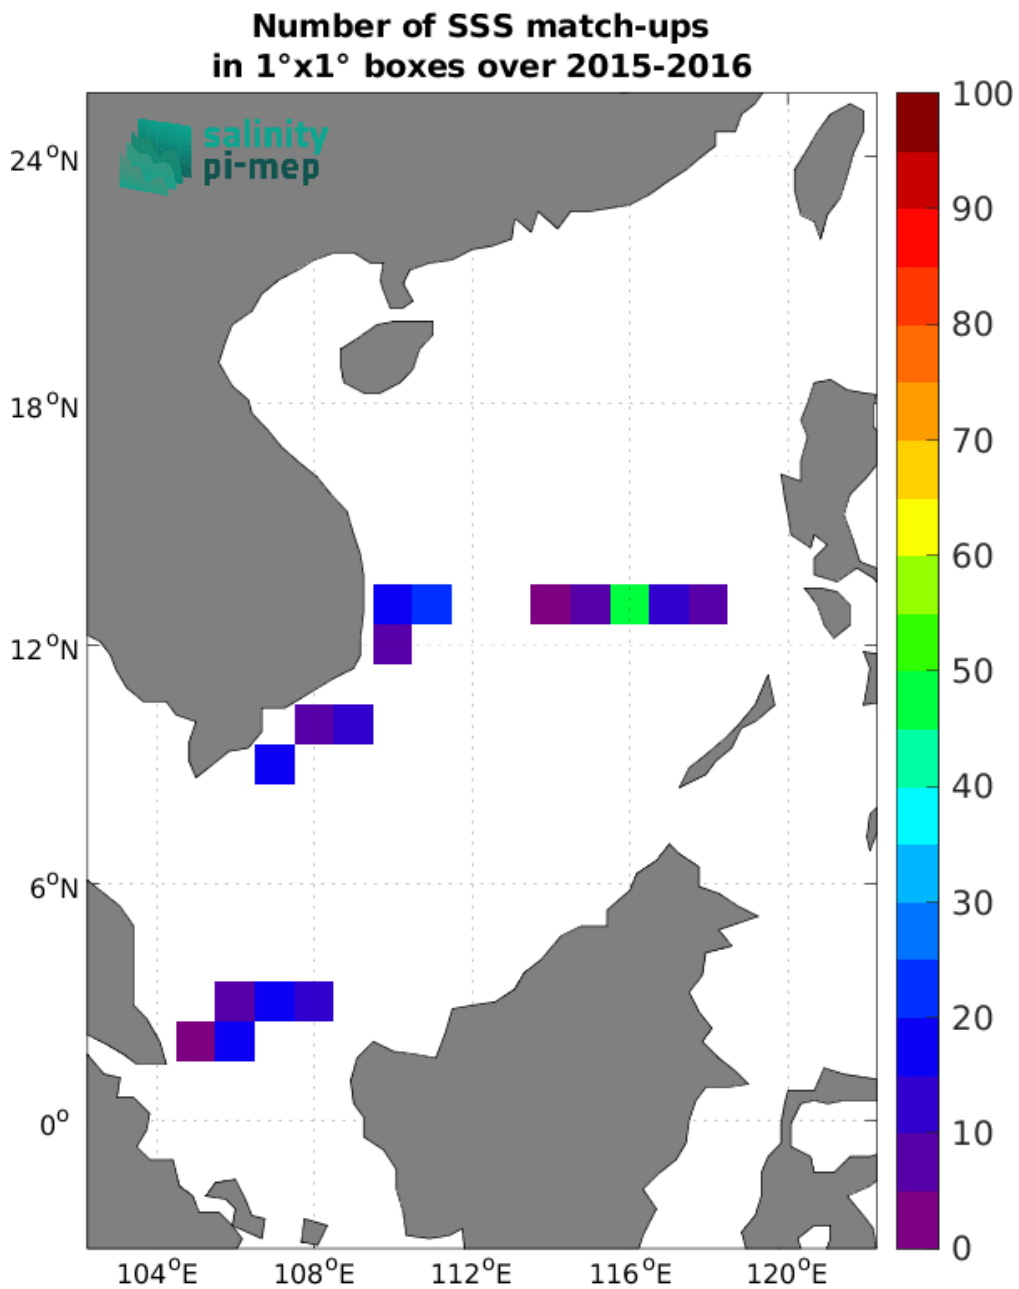 Number of SSS match-ups
in 1°x1° boxes over 2015-2016
salinity
pi-mep
24°N
18°N
12°N
6°N
0°
104°E
108°E
112°E
116°E
120°E
100
90
80
70
60
50
40
30
20
10
0